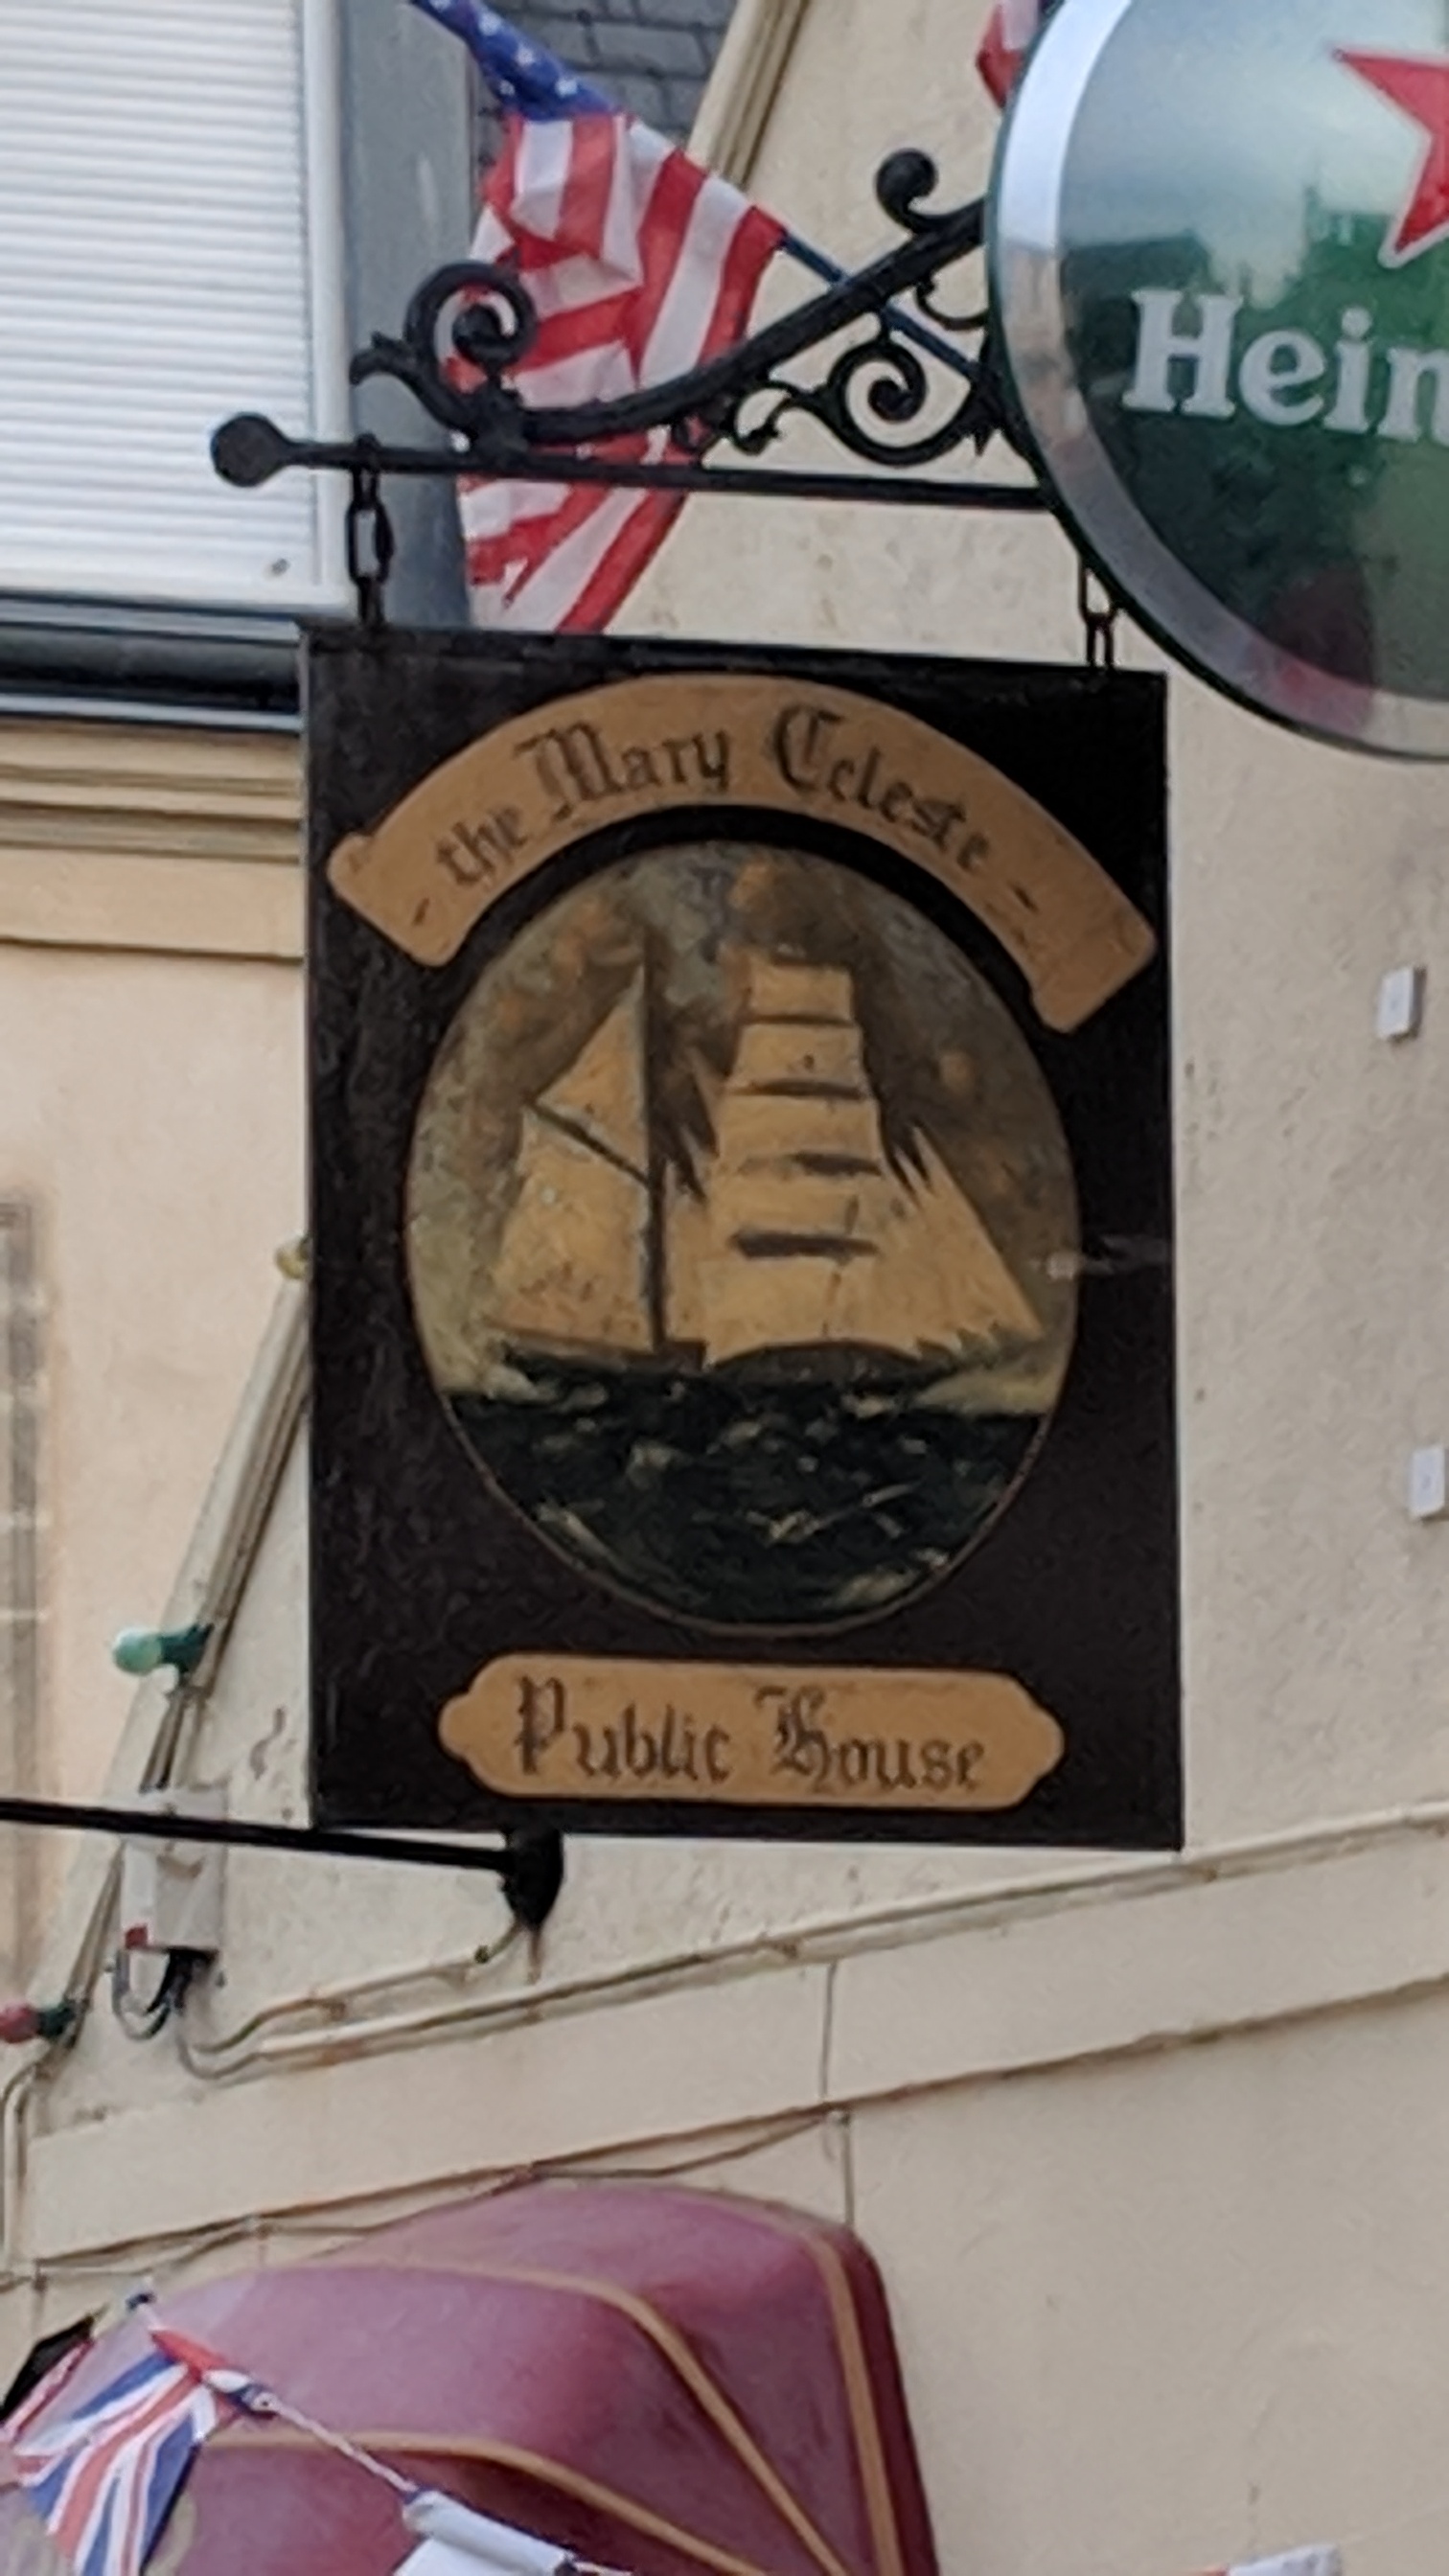 Hein
- the Mary Celeste -
Public House